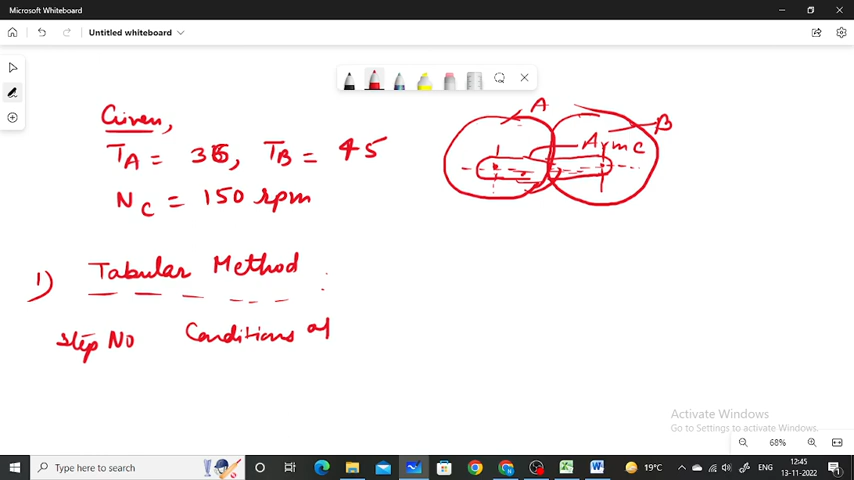 Microsoft Whiteboard
Untitled whiteboard
Given,
TA = 36, TB = 45
NC = 150 rpm
A
B
Arm C
1) Tabular Method :
Step No Conditions of
Activate Windows
Go to Settings to activate Windows.
68%
Type here to search
19°C
ENG
12:45
13-11-2022